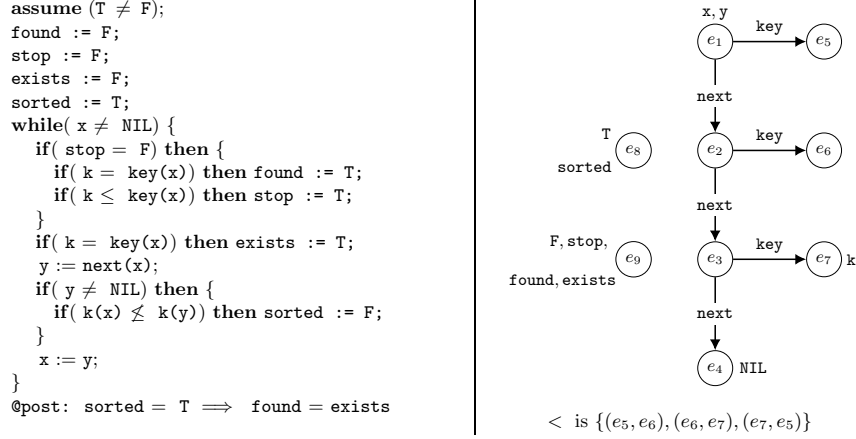 assume (T ≠ F);
found := F;
stop := F;
exists := F;
sorted := T;
while( x ≠ NIL) {
if( stop = F) then {
if( k = key(x)) then found := T;
if( k ≤ key(x)) then stop := T;
}
if( k = key(x)) then exists := T;
y := next(x);
if( y ≠ NIL) then {
if( k(x) ≰ k(y)) then sorted := F;
}
x := y;
}
@post: sorted = T ⟹ found = exists
x, y
e₁ key e₅
next
T
sorted
e₈ e₂ key e₆
next
F, stop,
found, exists
e₉ e₃ key e₇ k
next
e₄ NIL
< is {(e₅, e₆), (e₆, e₇), (e₇, e₅)}